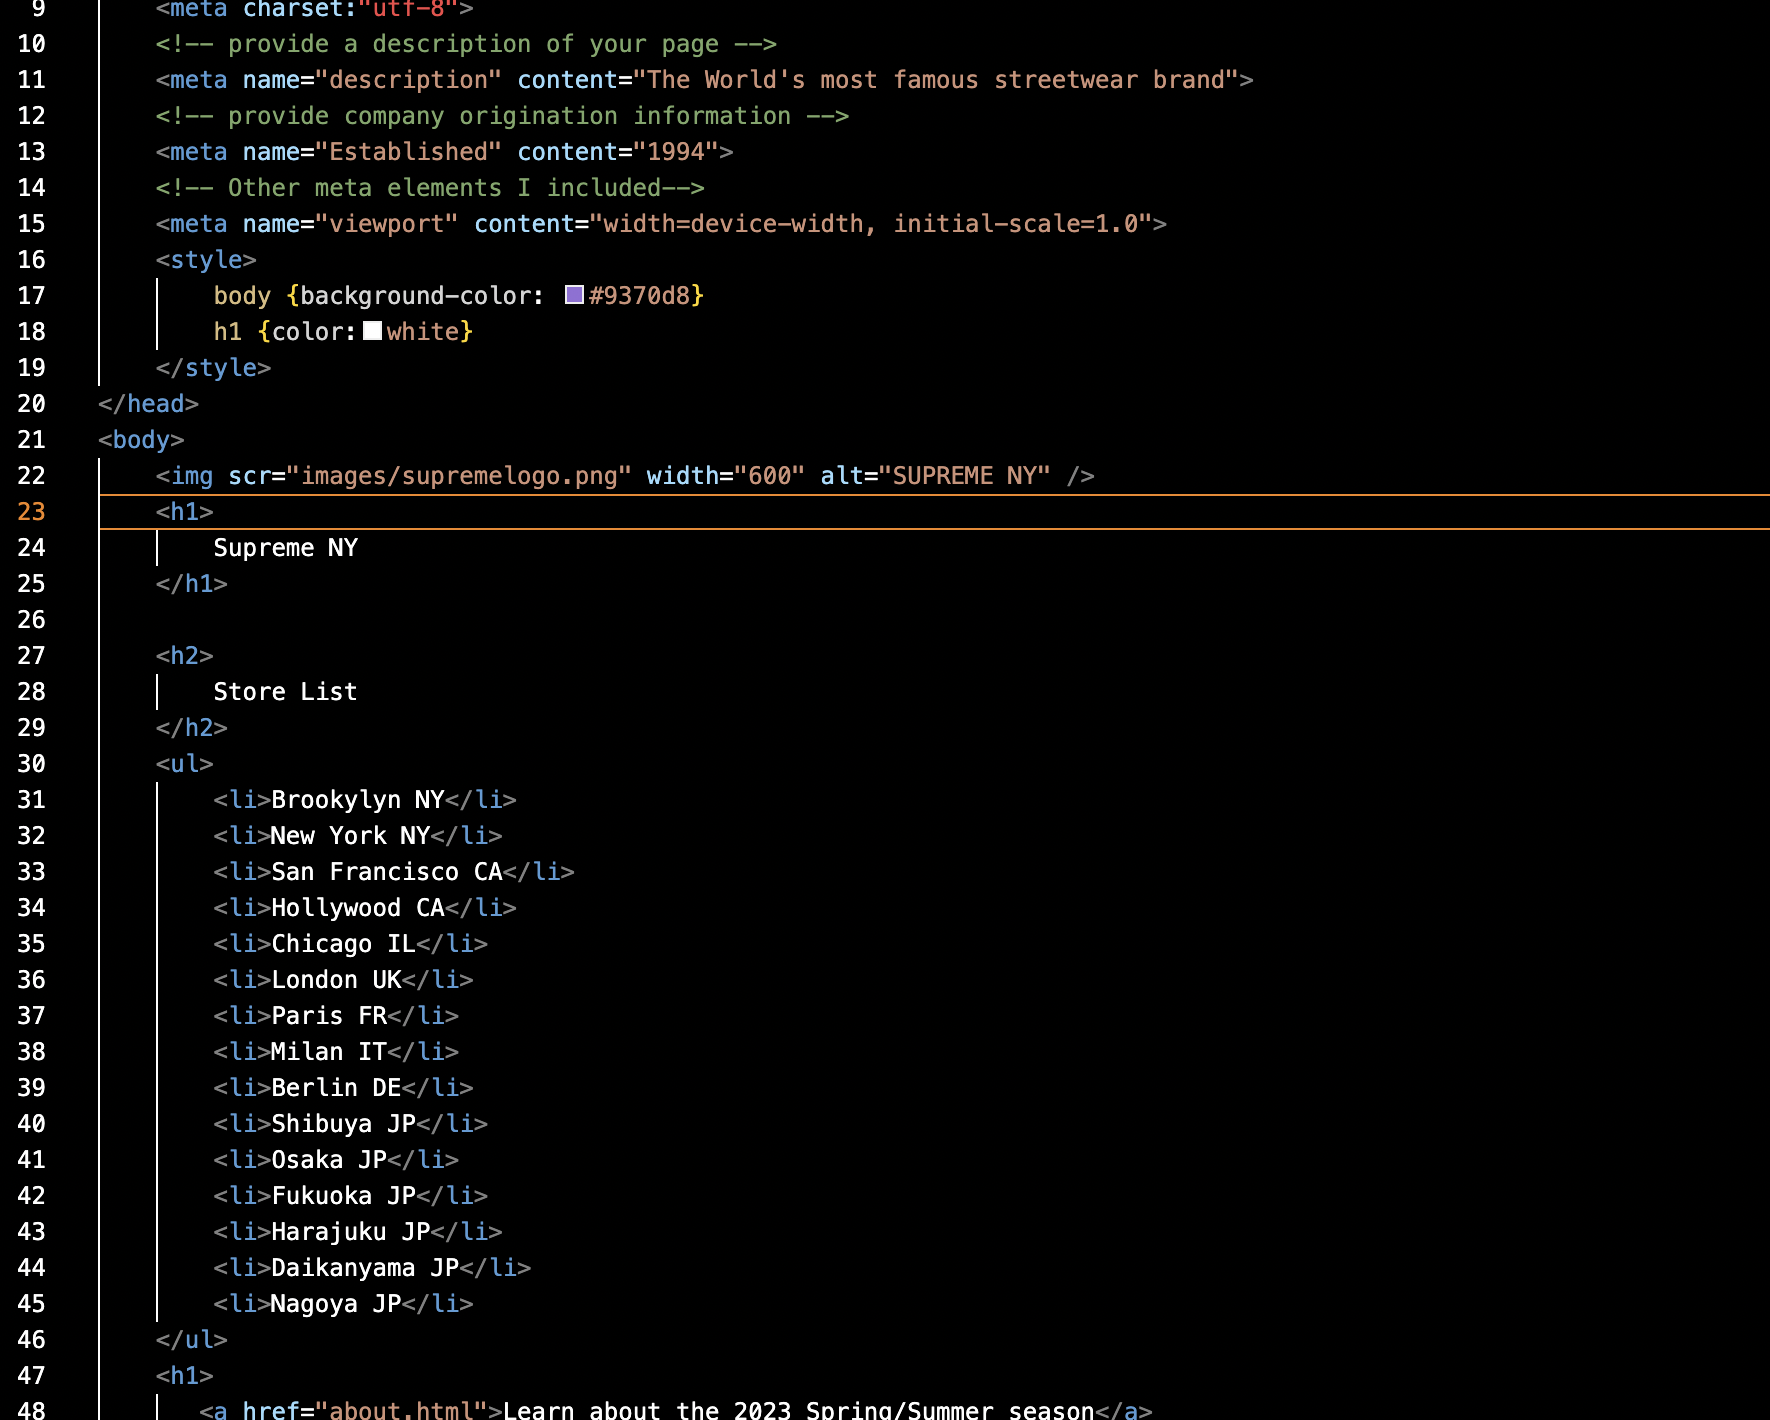 9 <meta charset:"utf-8">
10 <!-- provide a description of your page -->
11 <meta name="description" content="The World's most famous streetwear brand">
12 <!-- provide company origination information -->
13 <meta name="Established" content="1994">
14 <!-- Other meta elements I included-->
15 <meta name="viewport" content="width=device-width, initial-scale=1.0">
16 <style>
17 body {background-color: #9370d8}
18 h1 {color:white}
19 </style>
20 </head>
21 <body>
22 <img scr="images/supremelogo.png" width="600" alt="SUPREME NY" />
23 <h1>
24 Supreme NY
25 </h1>
26
27 <h2>
28 Store List
29 </h2>
30 <ul>
31 <li>Brookylyn NY</li>
32 <li>New York NY</li>
33 <li>San Francisco CA</li>
34 <li>Hollywood CA</li>
35 <li>Chicago IL</li>
36 <li>London UK</li>
37 <li>Paris FR</li>
38 <li>Milan IT</li>
39 <li>Berlin DE</li>
40 <li>Shibuya JP</li>
41 <li>Osaka JP</li>
42 <li>Fukuoka JP</li>
43 <li>Harajuku JP</li>
44 <li>Daikanyama JP</li>
45 <li>Nagoya JP</li>
46 </ul>
47 <h1>
48 <a href="about.html">Learn about the 2023 Spring/Summer season</a>